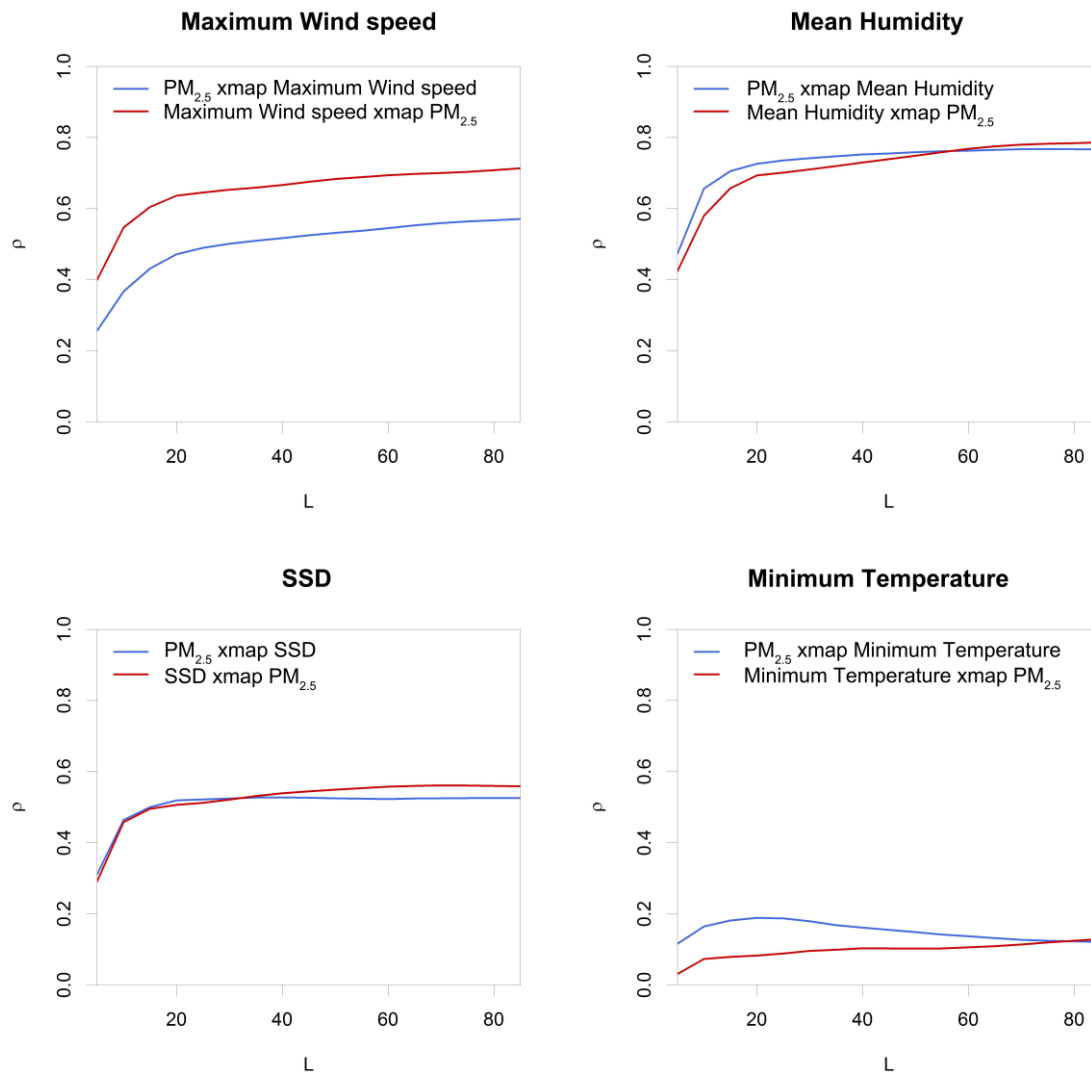 Maximum Wind speed
PM2.5 xmap Maximum Wind speed
Maximum Wind speed xmap PM2.5
ρ
0.0 0.2 0.4 0.6 0.8 1.0
20 40 60 80
L
Mean Humidity
PM2.5 xmap Mean Humidity
Mean Humidity xmap PM2.5
ρ
0.0 0.2 0.4 0.6 0.8 1.0
20 40 60 80
L
SSD
PM2.5 xmap SSD
SSD xmap PM2.5
ρ
0.0 0.2 0.4 0.6 0.8 1.0
20 40 60 80
L
Minimum Temperature
PM2.5 xmap Minimum Temperature
Minimum Temperature xmap PM2.5
ρ
0.0 0.2 0.4 0.6 0.8 1.0
20 40 60 80
L